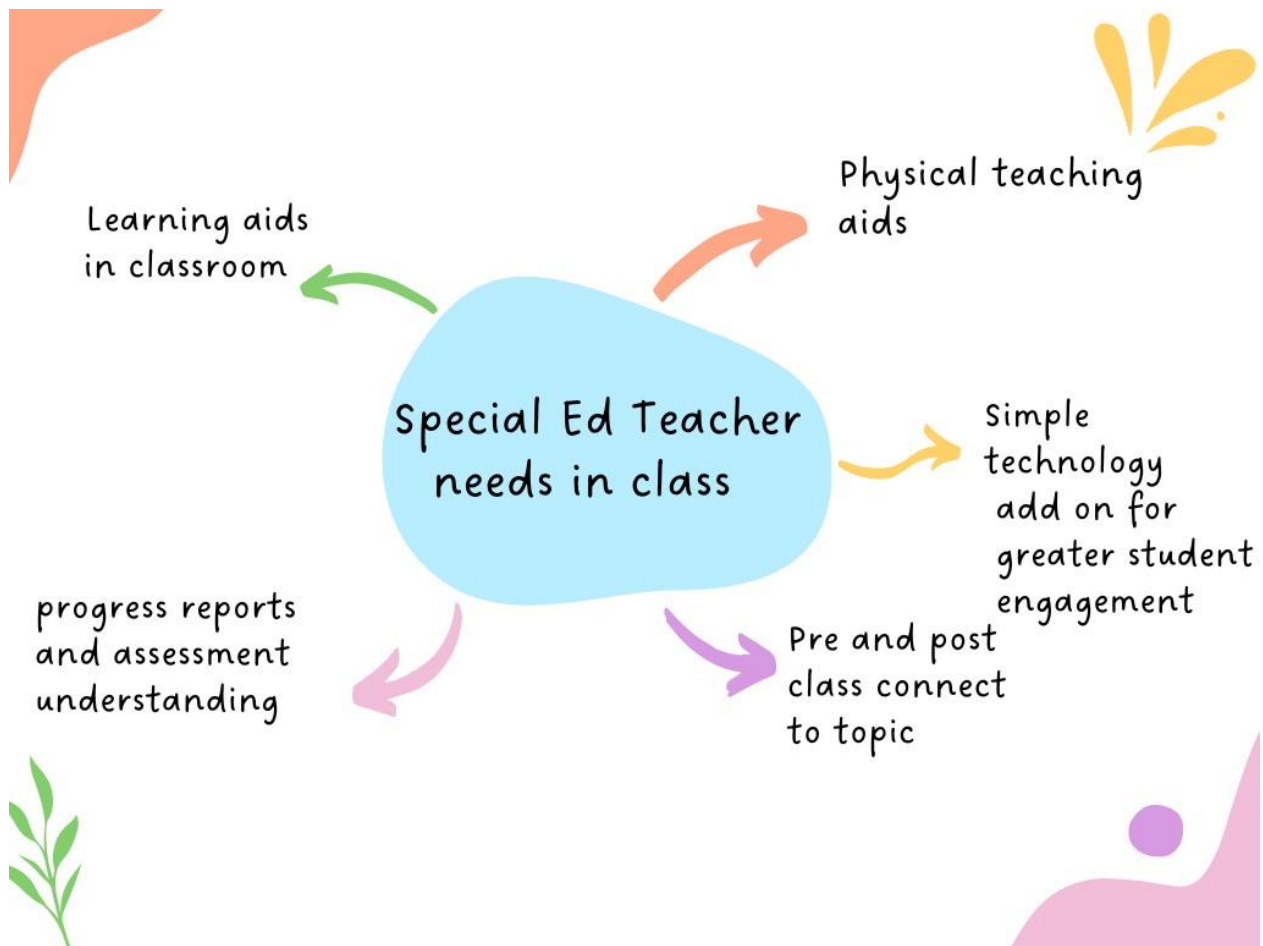 Physical teaching
aids
Learning aids
in classroom
Special Ed Teacher
needs in class
Simple
technology
add on for
greater student
engagement
progress reports
and assessment
understanding
Pre and post
class connect
to topic